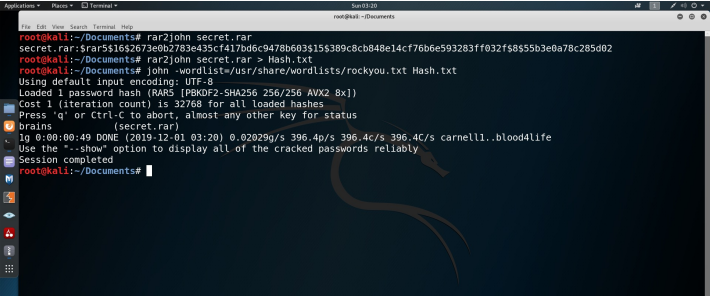 Applications ▾ Places ▾ Terminal ▾ Sun 03:20 1
root@kali: ~/Documents
File Edit View Search Terminal Help
root@kali:~/Documents# rar2john secret.rar
secret.rar:$rar5$16$2673e0b2783e435cf417bd6c9478b603$15$389c8cb848e14cf76b6e593283ff032f$8$55b3e0a78c285d02
root@kali:~/Documents# rar2john secret.rar > Hash.txt
root@kali:~/Documents# john -wordlist=/usr/share/wordlists/rockyou.txt Hash.txt
Using default input encoding: UTF-8
Loaded 1 password hash (RAR5 [PBKDF2-SHA256 256/256 AVX2 8x])
Cost 1 (iteration count) is 32768 for all loaded hashes
Press 'q' or Ctrl-C to abort, almost any other key for status
brains (secret.rar)
1g 0:00:00:49 DONE (2019-12-01 03:20) 0.02029g/s 396.4p/s 396.4c/s 396.4C/s carnell1..blood4life
Use the "--show" option to display all of the cracked passwords reliably
Session completed
root@kali:~/Documents#